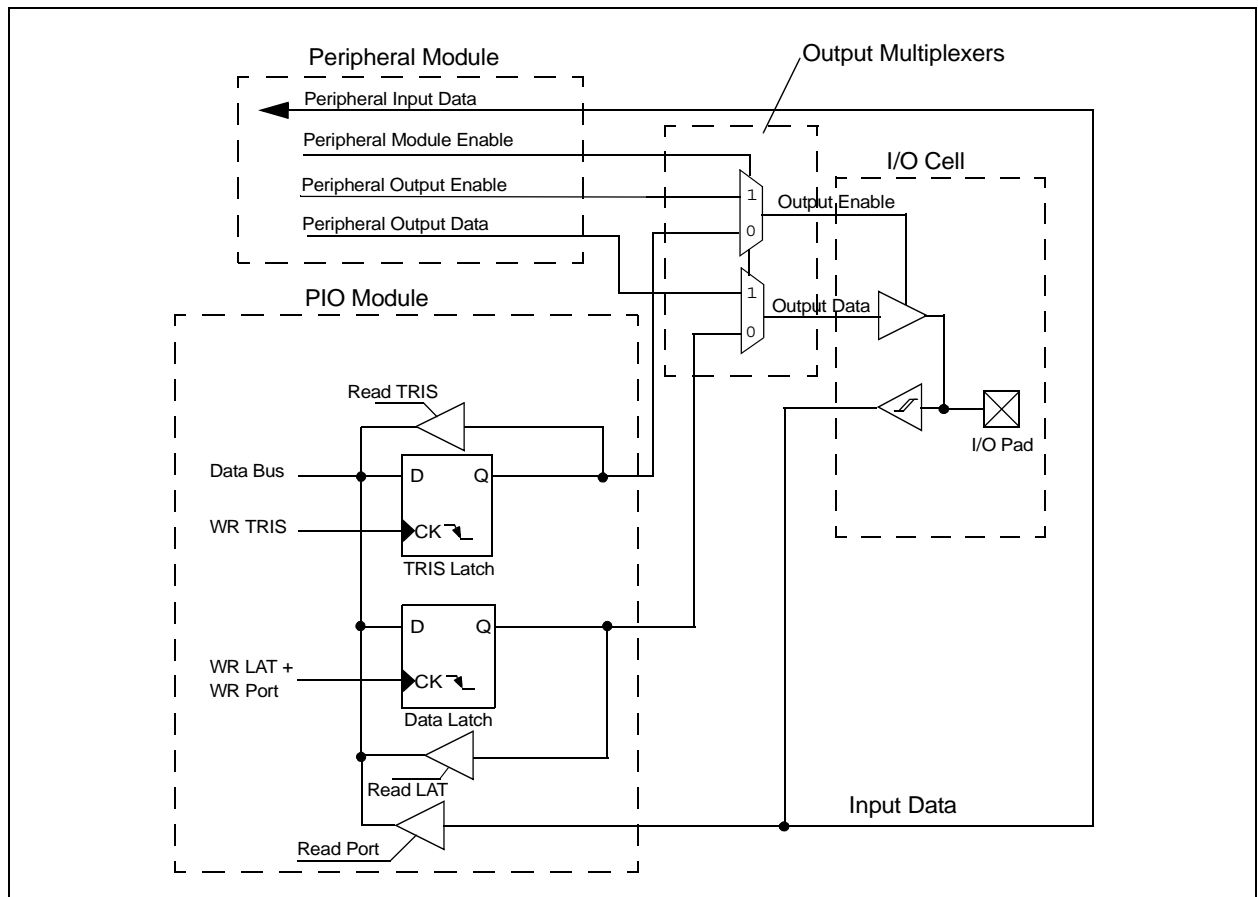 Peripheral Module
Output Multiplexers
Peripheral Input Data
Peripheral Module Enable
I/O Cell
Peripheral Output Enable
1
Output Enable
Peripheral Output Data
0
PIO Module
1
Output Data
0
Read TRIS
I/O Pad
Data Bus
D
Q
WR TRIS
CK
TRIS Latch
D
Q
WR LAT +
WR Port
CK
Data Latch
Read LAT
Input Data
Read Port